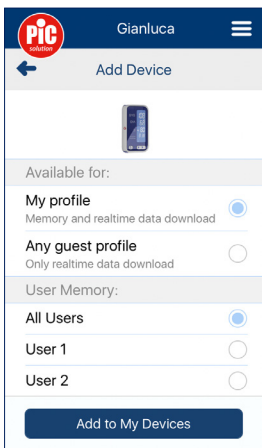 Gianluca
PiC
solution
Add Device
Available for:
My profile
Memory and realtime data download
Any guest profile
Only realtime data download
User Memory:
All Users
User 1
User 2
Add to My Devices